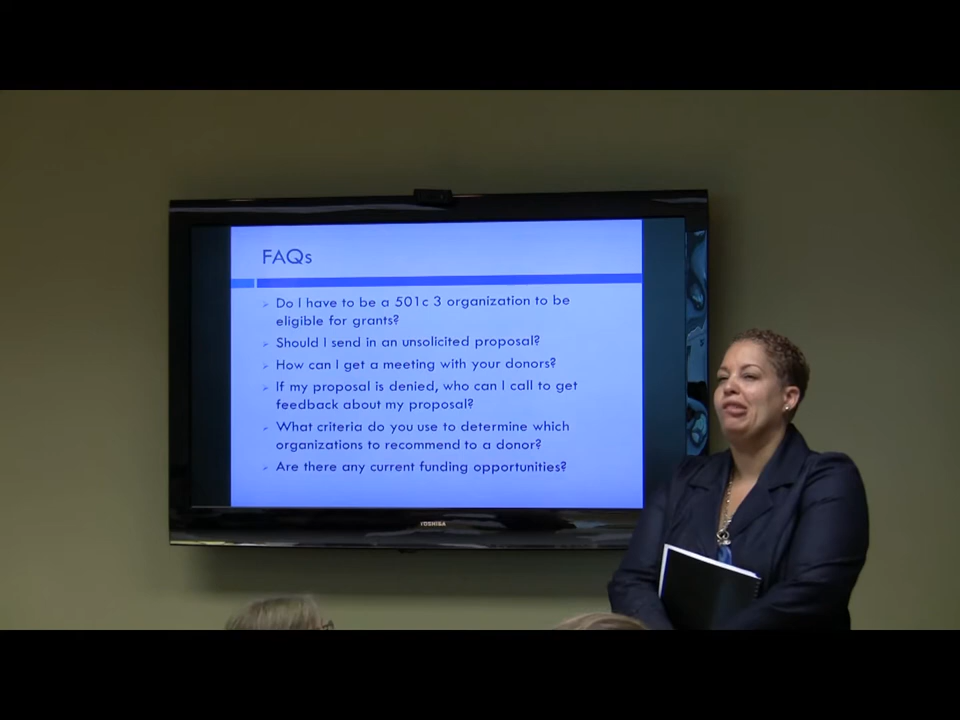 FAQs
Do I have to be a 501c 3 organization to be
eligible for grants?
Should I send in an unsolicited proposal?
How can I get a meeting with your donors?
If my proposal is denied, who can I call to get
feedback about my proposal?
What criteria do you use to determine which
organizations to recommend to a donor?
Are there any current funding opportunities?
TOSHIBA